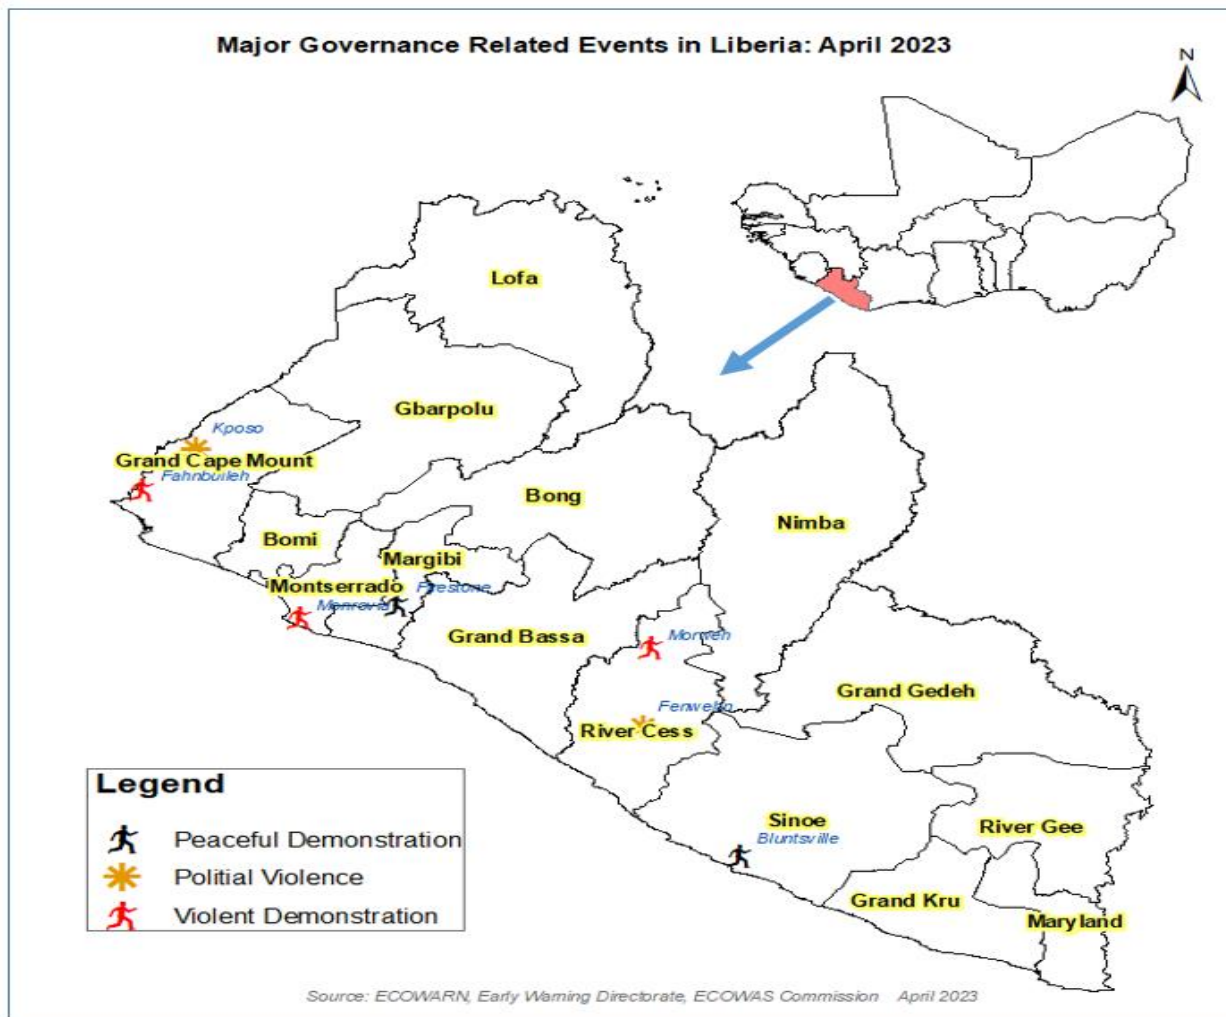 Major Governance Related Events in Liberia: April 2023
N
Lofa
Gbarpolu
Kposo
Grand Cape Mount
Fahnbulleh
Bong
Nimba
Bomi
Margibi
Montserrado
Firestone
Monrovia
Grand Bassa
Morweh
Grand Gedeh
River Cess
Sinoe
Bluntsville
River Gee
Grand Kru
Maryland
Legend
Peaceful Demonstration
Politial Violence
Violent Demonstration
Source: ECOWARN, Early Warning Directorate, ECOWAS Commission April 2023